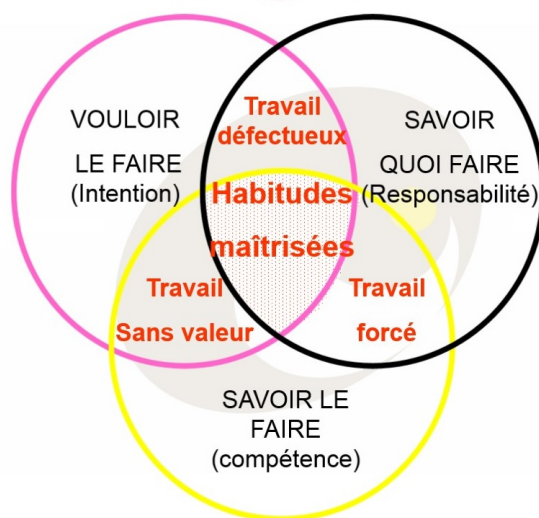 VOULOIR
LE FAIRE
(Intention)
Travail
défectueux
SAVOIR
QUOI FAIRE
(Responsabilité)
Habitudes
maîtrisées
Travail
Sans valeur
Travail
forcé
SAVOIR LE
FAIRE
(compétence)